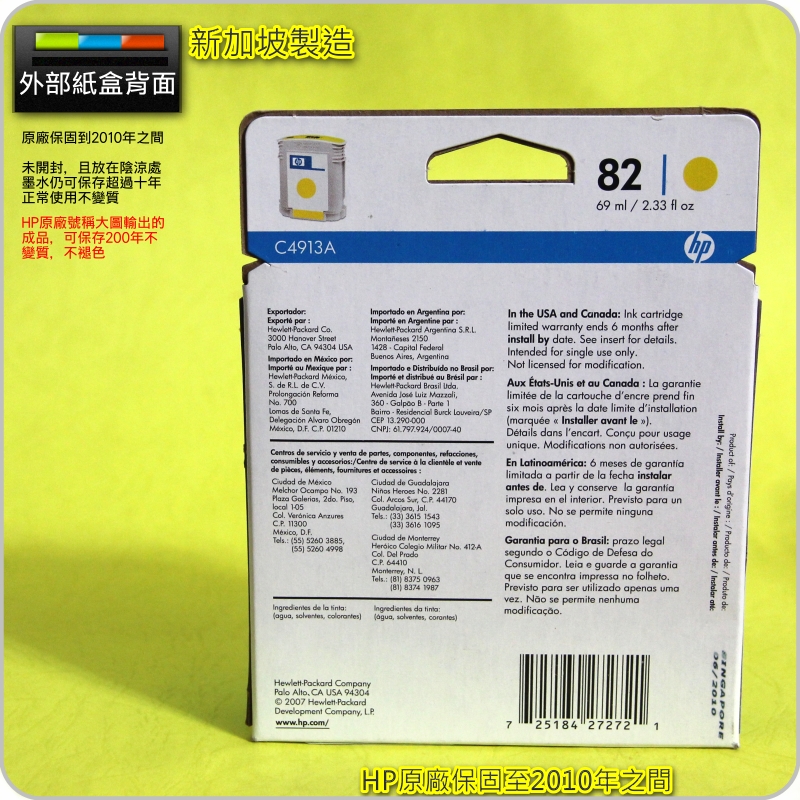 新加坡製造
外部紙盒背面
原廠保固到2010年之間
未開封, 且放在陰涼處
墨水仍可保存超過十年
正常使用不變質
HP原廠號稱大圖輸出的
成品, 可保存200年不
變質, 不褪色
82
69 ml / 2.33 fl oz
C4913A
hp
Exportador:
Exporté par :
Hewlett-Packard Co.
3000 Hanover Street
Palo Alto, CA 94304 USA
Importado en México por:
Importé au Mexique par :
Hewlett-Packard México,
S. de R.L. de C.V.
Prolongación Reforma
No. 700
Lomas de Santa Fe,
Delegación Alvaro Obregón
México, D.F. C.P. 01210
Importado en Argentina por:
Importé en Argentine par :
Hewlett-Packard Argentina S.R.L.
Montañeses 2150
1428 - Capital Federal
Buenos Aires, Argentina
Importado e Distribuído no Brasil por:
Importé et distribué au Brésil par :
Hewlett-Packard Brasil Ltda.
Avenida José Luiz Mazzali,
360 - Galpão B - Parte 1
Bairro - Residencial Burck Louveira/SP
CEP 13.290-000
CNPJ: 61.797.924/0007-40
Centros de servicio y venta de partes, componentes, refacciones,
consumibles y accesorios:/Centre de service à la clientéle et vente
de pièces, éléments, fournitures et accessoires :
Ciudad de México
Melchor Ocampo No. 193
Plaza Galerias, 2do. Piso,
local 1-05
Col. Verónica Anzures
C.P. 11300
México, D.F.
Tels.: (55) 5260 3885,
(55) 5260 4998
Ciudad de Guadalajara
Niños Heroes No. 2281
Col. Arcos Sur, C.P. 44170
Guadalajara, Jal.
Tels.: (33) 3615 1543
(33) 3616 1095
Ciudad de Monterrey
Heróico Colegio Militar No. 412-A
Col. Del Prado
C.P. 64410
Monterrey, N. L.
Tels.: (81) 8375 0963
(81) 8374 1987
Ingredientes de la tinta:
(agua, solventes, colorantes)
Ingredientes da tinta:
(água, solventes, corantes)
Hewlett-Packard Company
Palo Alto, CA USA 94304
© 2007 Hewlett-Packard
Development Company, L.P.
www.hp.com/
In the USA and Canada: Ink cartridge
limited warranty ends 6 months after
install by date. See insert for details.
Intended for single use only.
Not licensed for modification.
Aux États-Unis et au Canada : La garantie
limitée de la cartouche d'encre prend fin
six mois après la date limite d'installation
(marquée « Installer avant le »).
Détails dans l'encart. Conçu pour usage
unique. Modifications non autorisées.
En Latinoamérica: 6 meses de garantía
limitada a partir de la fecha instalar
antes de. Lea y conserve la garantía
impresa en el interior. Previsto para un
solo uso. No se permite ninguna
modificación.
Garantia para o Brasil: prazo legal
segundo o Código de Defesa do
Consumidor. Leia e guarde a garantia
que se encontra impressa no folheto.
Previsto para ser utilizado apenas uma
vez. Não se permite nenhuma
modificação.
Product of: / Pays d'origine : / Producto de: / Produto de:
Install by: / Installer avant le : / Instalar antes de: / Instalar até:
SINGAPORE
06/2010
7 25184 27272 1
HP原廠保固至2010年之間